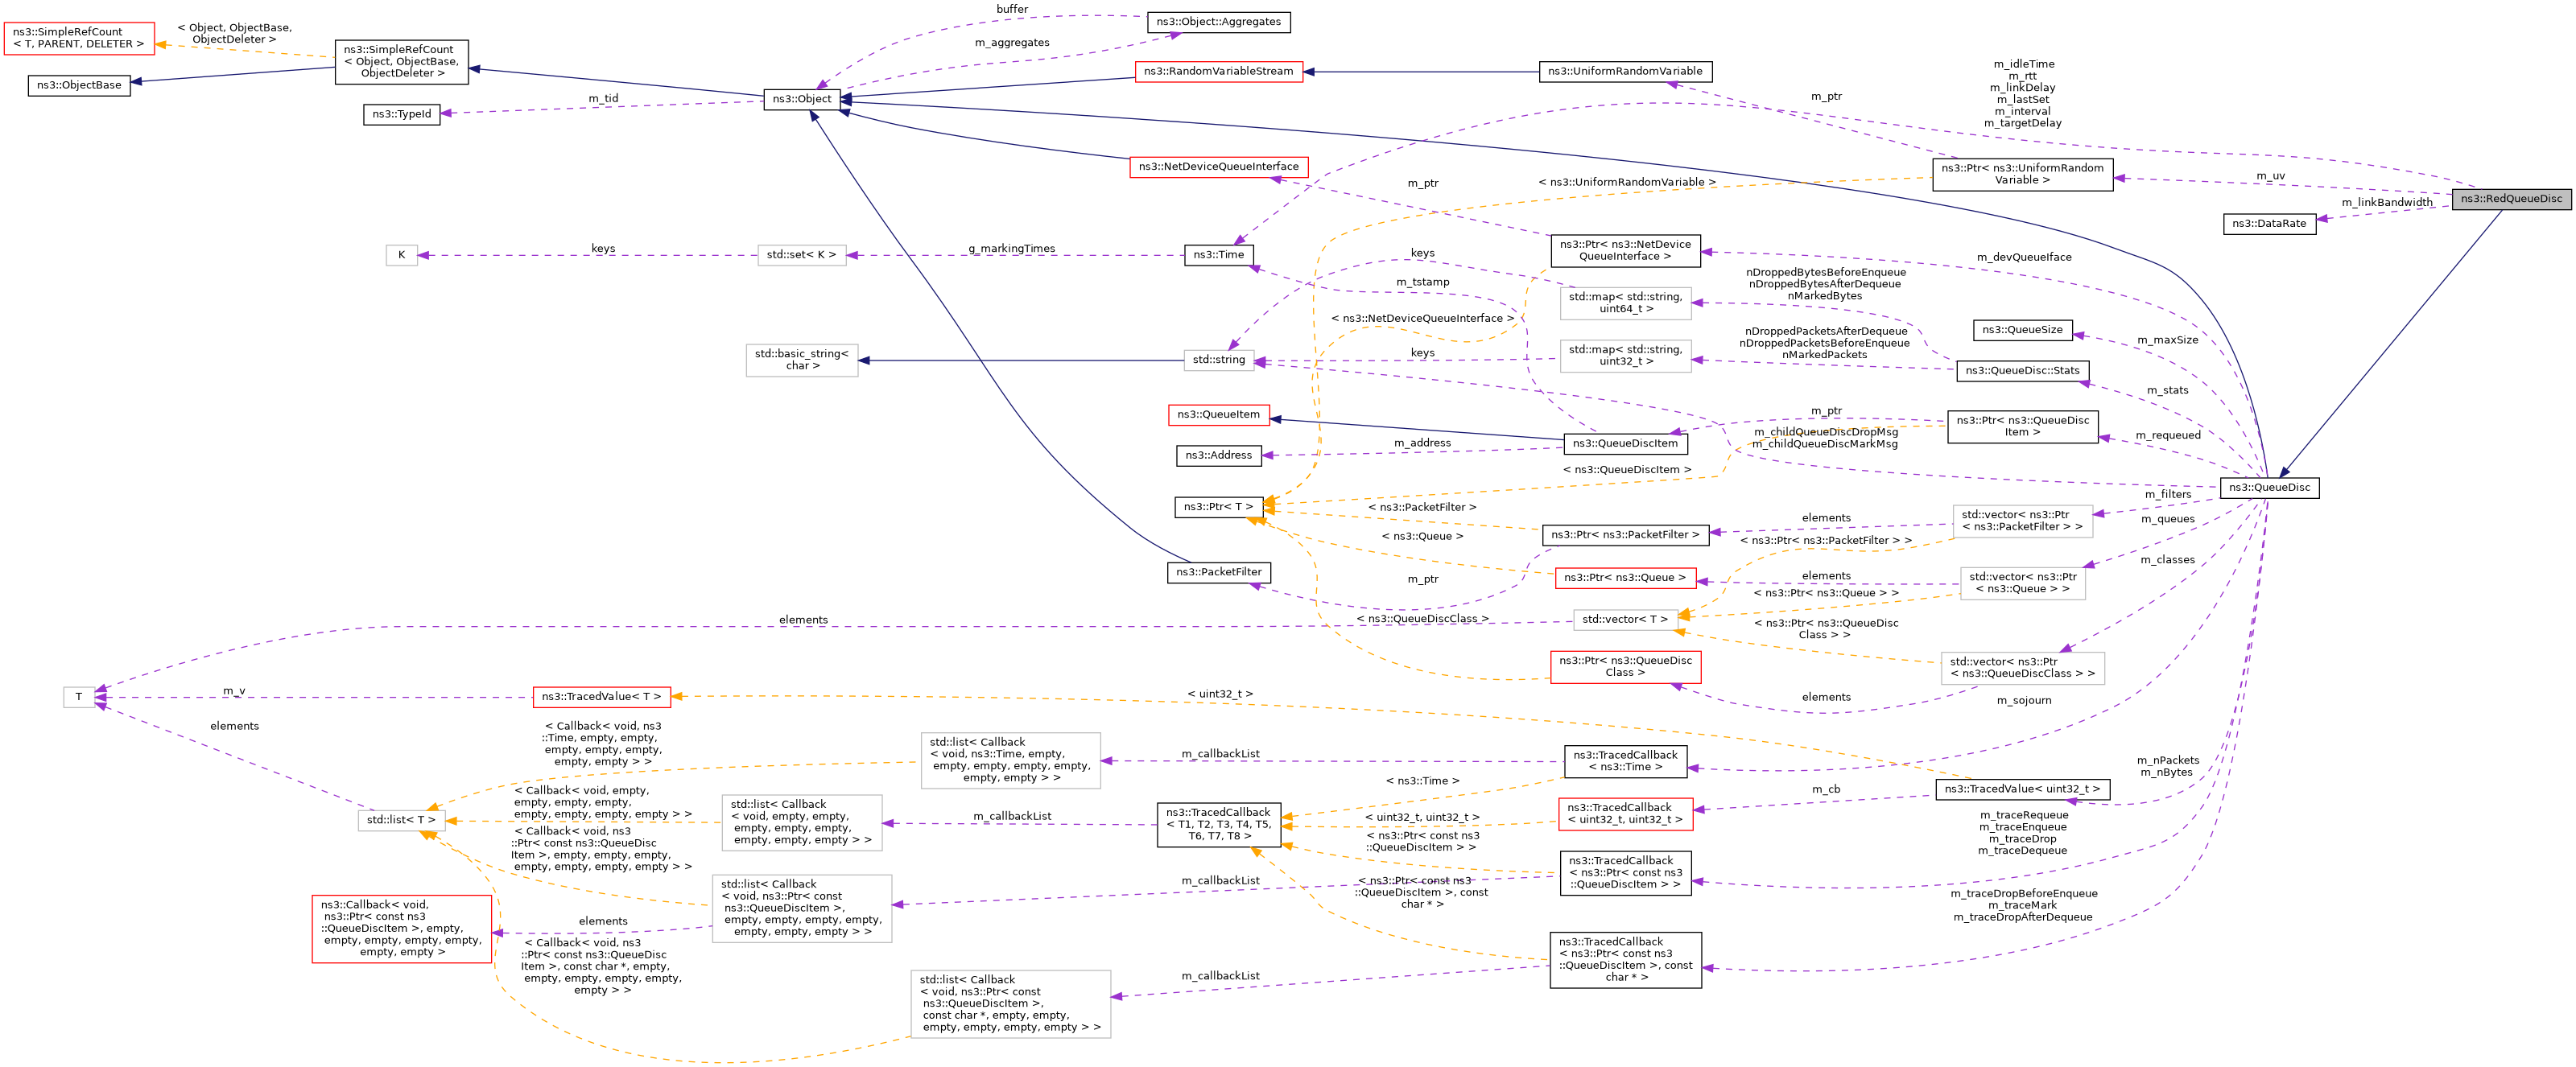 buffer
ns3::Object::Aggregates
ns3::SimpleRefCount
< T, PARENT, DELETER >
< Object, ObjectBase,
ObjectDeleter >
ns3::SimpleRefCount
< Object, ObjectBase,
ObjectDeleter >
m_aggregates
ns3::ObjectBase
ns3::RandomVariableStream
ns3::UniformRandomVariable
m_idleTime
m_rtt
m_linkDelay
m_lastSet
m_interval
m_targetDelay
m_ptr
m_tid
ns3::Object
ns3::TypeId
ns3::NetDeviceQueueInterface
m_ptr
< ns3::UniformRandomVariable >
ns3::Ptr< ns3::UniformRandom
Variable >
m_uv
ns3::RedQueueDisc
m_linkBandwidth
ns3::DataRate
K
keys
std::set< K >
g_markingTimes
ns3::Time
keys
ns3::Ptr< ns3::NetDevice
QueueInterface >
m_devQueueIface
m_tstamp
nDroppedBytesBeforeEnqueue
nDroppedBytesAfterDequeue
nMarkedBytes
std::map< std::string,
uint64_t >
< ns3::NetDeviceQueueInterface >
ns3::QueueSize
m_maxSize
nDroppedPacketsAfterDequeue
nDroppedPacketsBeforeEnqueue
nMarkedPackets
std::basic_string<
char >
std::string
keys
std::map< std::string,
uint32_t >
ns3::QueueDisc::Stats
m_stats
ns3::QueueItem
m_ptr
ns3::Ptr< ns3::QueueDisc
Item >
m_requeued
m_childQueueDiscDropMsg
m_childQueueDiscMarkMsg
ns3::QueueDiscItem
m_address
ns3::Address
< ns3::QueueDiscItem >
ns3::QueueDisc
m_filters
ns3::Ptr< T >
< ns3::PacketFilter >
elements
std::vector< ns3::Ptr
< ns3::PacketFilter > >
m_queues
< ns3::Queue >
ns3::Ptr< ns3::PacketFilter >
< ns3::Ptr< ns3::PacketFilter > >
m_classes
ns3::PacketFilter
m_ptr
ns3::Ptr< ns3::Queue >
elements
std::vector< ns3::Ptr
< ns3::Queue > >
< ns3::Ptr< ns3::Queue > >
elements
< ns3::QueueDiscClass >
std::vector< T >
< ns3::Ptr< ns3::QueueDisc
Class > >
ns3::Ptr< ns3::QueueDisc
Class >
std::vector< ns3::Ptr
< ns3::QueueDiscClass > >
T
m_v
ns3::TracedValue< T >
< uint32_t >
elements
m_sojourn
elements
< Callback< void, ns3
::Time, empty, empty,
empty, empty, empty,
empty, empty > >
std::list< Callback
< void, ns3::Time, empty,
empty, empty, empty, empty,
empty, empty > >
m_callbackList
ns3::TracedCallback
< ns3::Time >
m_nPackets
m_nBytes
< ns3::Time >
m_cb
ns3::TracedValue< uint32_t >
< Callback< void, empty,
empty, empty, empty,
empty, empty, empty, empty > >
std::list< T >
std::list< Callback
< void, empty, empty,
empty, empty, empty,
empty, empty, empty > >
m_callbackList
ns3::TracedCallback
< T1, T2, T3, T4, T5,
T6, T7, T8 >
< uint32_t, uint32_t >
ns3::TracedCallback
< uint32_t, uint32_t >
m_traceRequeue
m_traceEnqueue
m_traceDrop
m_traceDequeue
< Callback< void, ns3
::Ptr< const ns3::QueueDisc
Item >, empty, empty, empty,
empty, empty, empty, empty > >
< ns3::Ptr< const ns3
::QueueDiscItem > >
ns3::TracedCallback
< ns3::Ptr< const ns3
::QueueDiscItem > >
m_callbackList
std::list< Callback
< void, ns3::Ptr< const
ns3::QueueDiscItem >,
empty, empty, empty, empty,
empty, empty, empty > >
< ns3::Ptr< const ns3
::QueueDiscItem >, const
char * >
m_traceDropBeforeEnqueue
m_traceMark
m_traceDropAfterDequeue
ns3::Callback< void,
ns3::Ptr< const ns3
::QueueDiscItem >, empty,
empty, empty, empty, empty,
empty, empty >
elements
< Callback< void, ns3
::Ptr< const ns3::QueueDisc
Item >, const char *, empty,
empty, empty, empty, empty,
empty > >
ns3::TracedCallback
< ns3::Ptr< const ns3
::QueueDiscItem >, const
char * >
m_callbackList
std::list< Callback
< void, ns3::Ptr< const
ns3::QueueDiscItem >,
const char *, empty, empty,
empty, empty, empty, empty > >